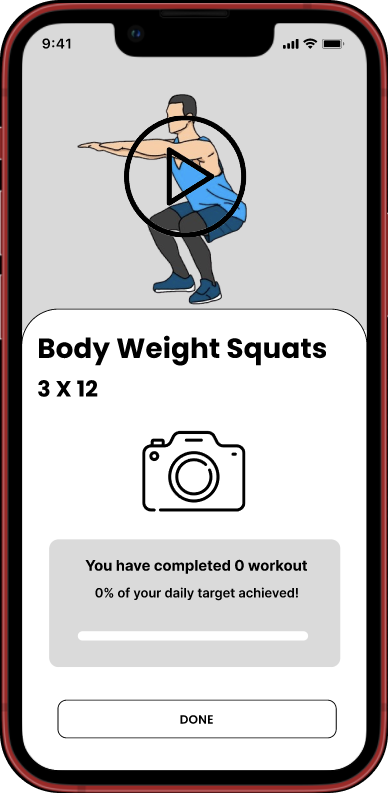 9:41
Body Weight Squats
3 X 12
You have completed 0 workout
0% of your daily target achieved!
DONE